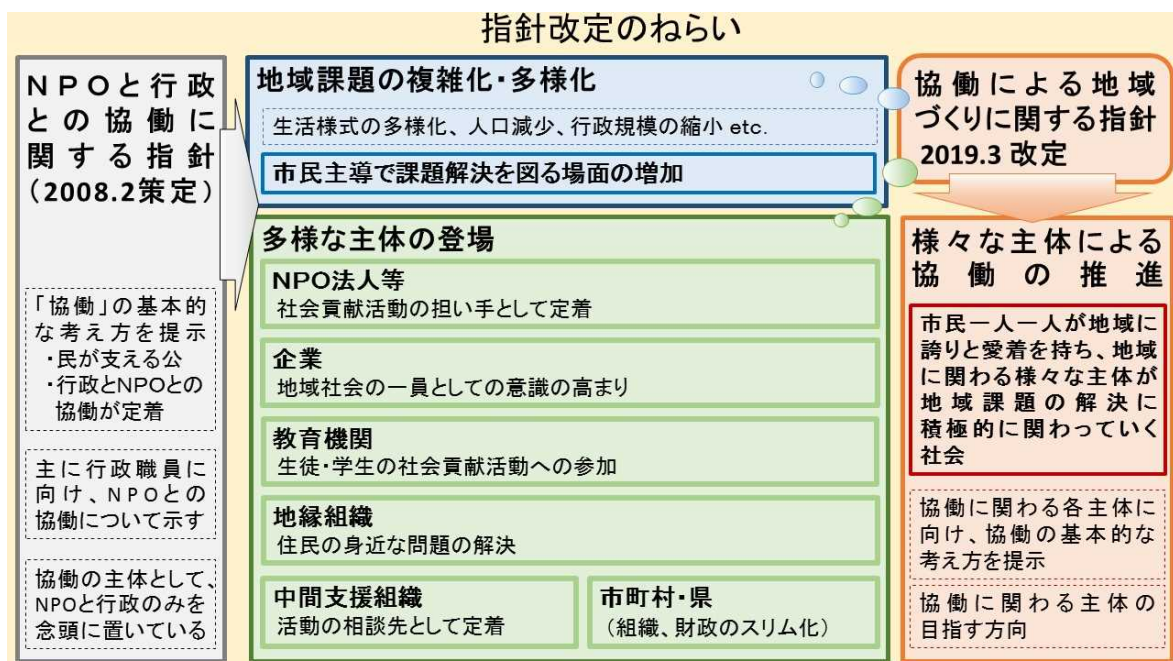 指針改定のねらい
NPOと行政
との協働に
関する指針
(2008.2策定)
「協働」の基本的
な考え方を提示
・民が支える公
・行政とNPOとの
協働が定着
主に行政職員に
向け、NPOとの
協働について示す
協働の主体として、
NPOと行政のみを
念頭に置いている
地域課題の複雑化・多様化
生活様式の多様化、人口減少、行政規模の縮小 etc.
市民主導で課題解決を図る場面の増加
多様な主体の登場
NPO法人等
社会貢献活動の担い手として定着
企業
地域社会の一員としての意識の高まり
教育機関
生徒・学生の社会貢献活動への参加
地縁組織
住民の身近な問題の解決
中間支援組織
活動の相談先として定着
市町村・県
（組織、財政のスリム化）
協働による地域
づくりに関する指針
2019.3 改定
様々な主体による
協働の推進
市民一人一人が地域に
誇りと愛着を持ち、地域
に関わる様々な主体が
地域課題の解決に
積極的に関わっていく
社会
協働に関わる各主体に
向け、協働の基本的な
考え方を提示
協働に関わる主体の
目指す方向